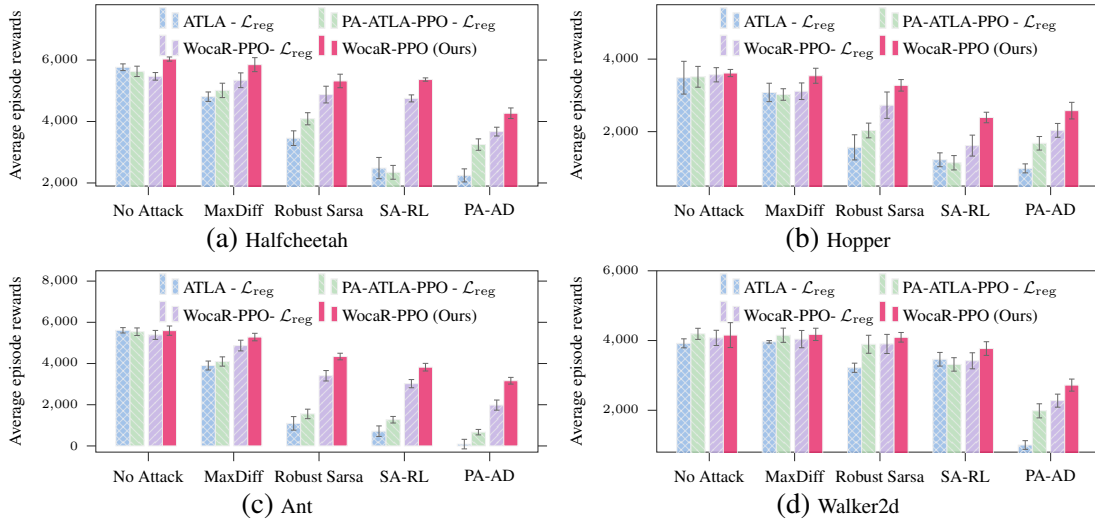 Average episode rewards
6,000
4,000
2,000
ATLA - ℒreg
PA-ATLA-PPO - ℒreg
WocaR-PPO- ℒreg
WocaR-PPO (Ours)
No Attack MaxDiff Robust Sarsa SA-RL PA-AD
(a) Halfcheetah
Average episode rewards
4,000
2,000
ATLA - ℒreg
PA-ATLA-PPO - ℒreg
WocaR-PPO- ℒreg
WocaR-PPO (Ours)
No Attack MaxDiff Robust Sarsa SA-RL PA-AD
(b) Hopper
Average episode rewards
8,000
6,000
4,000
2,000
0
ATLA - ℒreg
PA-ATLA-PPO - ℒreg
WocaR-PPO- ℒreg
WocaR-PPO (Ours)
No Attack MaxDiff Robust Sarsa SA-RL PA-AD
(c) Ant
Average episode rewards
6,000
4,000
2,000
ATLA - ℒreg
PA-ATLA-PPO - ℒreg
WocaR-PPO- ℒreg
WocaR-PPO (Ours)
No Attack MaxDiff Robust Sarsa SA-RL PA-AD
(d) Walker2d